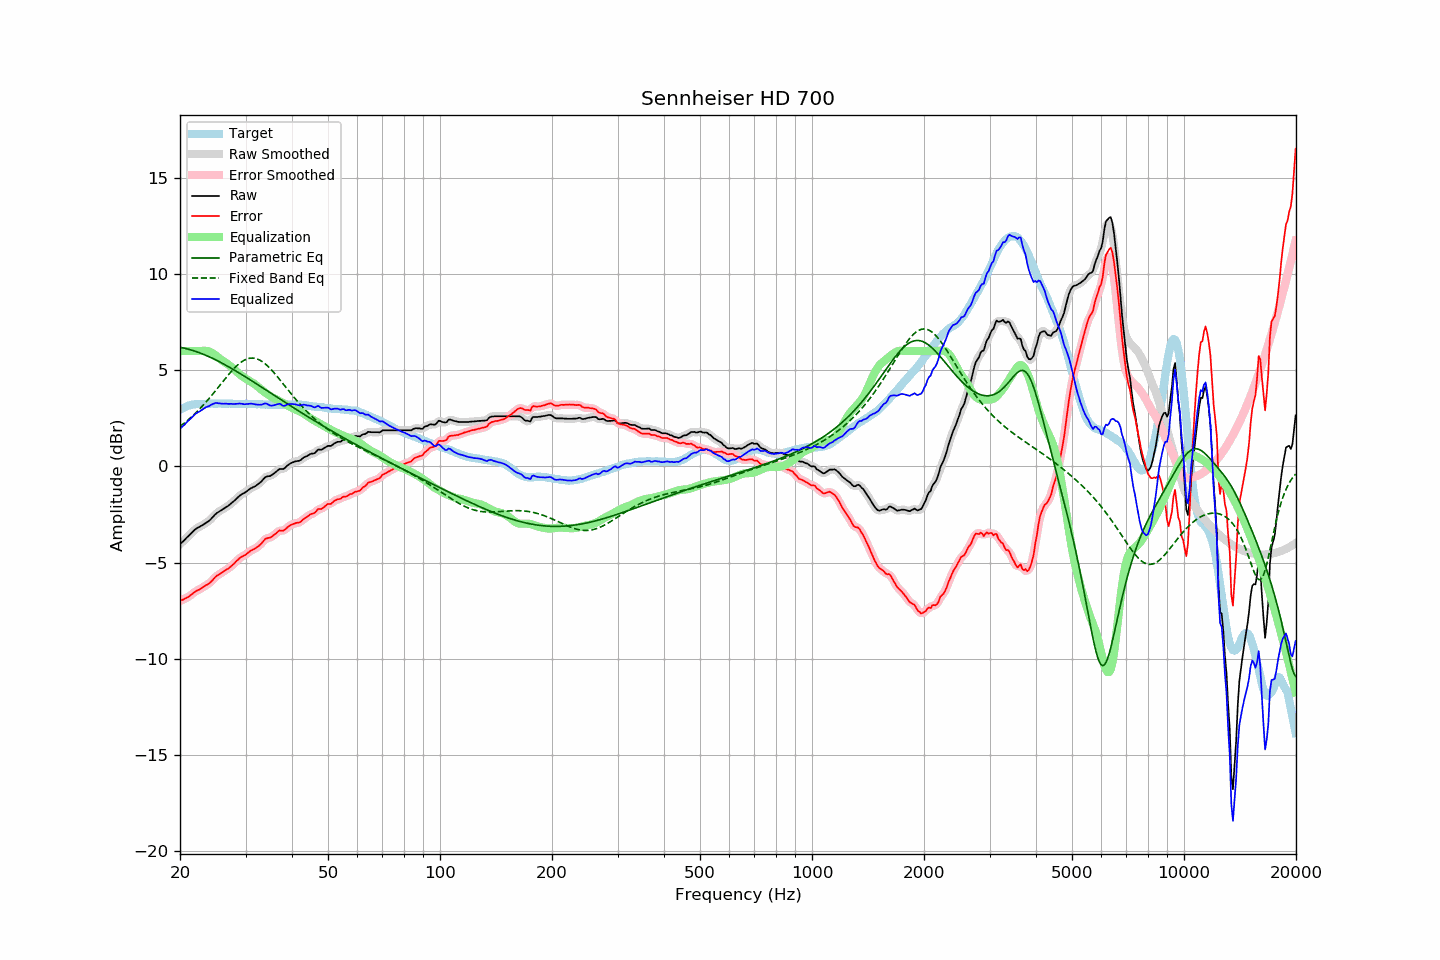 Sennheiser HD 700
Target
Raw Smoothed
Error Smoothed
Raw
Error
Equalization
Parametric Eq
Fixed Band Eq
Equalized
Amplitude (dBr)
15
10
5
0
−5
−10
−15
−20
20 50 100 200 500 1000 2000 5000 10000 20000
Frequency (Hz)